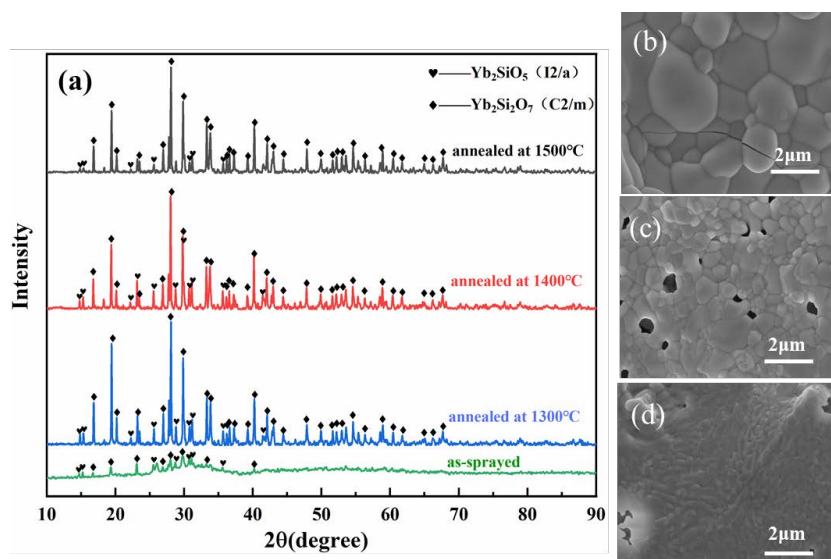 (a)
♥——Yb₂SiO₅（I2/a）
♦——Yb₂Si₂O₇（C2/m）
annealed at 1500℃
annealed at 1400℃
annealed at 1300℃
as-sprayed
Intensity
10 20 30 40 50 60 70 80 90
2θ(degree)
(b)
2μm
(c)
2μm
(d)
2μm